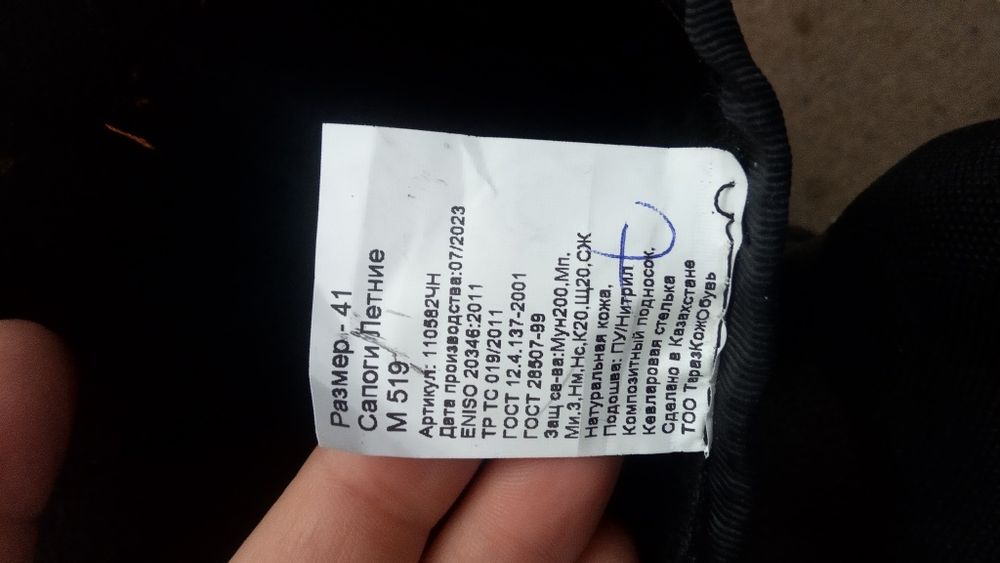 Размер - 41
Сапоги Летние
М 519
Артикул: 110582ЧН
Дата производства:07/2023
ENISO 20346:2011
ТР ТС 019/2011
ГОСТ 12.4.137-2001
ГОСТ 28507-99
Защ св-ва:Мун200,Мп,
Ми,З,Нм,Нс,К20,Щ20,СЖ
Натуральная кожа,
Подошва: ПУ/Нитрил
Композитный подносок,
Кевларовая стелька
Сделано в Казахстане
ТОО ТаразКожОбувь